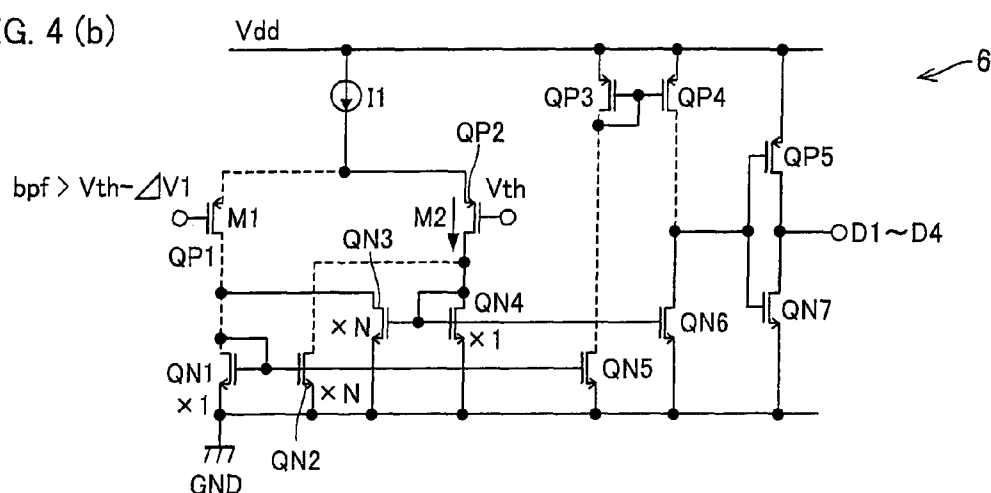 G. 4 (b)
Vdd
6
I1
QP3
QP4
QP2
QP5
bpf > Vth-⊿V1
Vth
M1
M2
D1～D4
QP1
QN3
QN4
×N
×1
QN6
QN7
QN1
×1
×N
QN5
QN2
GND